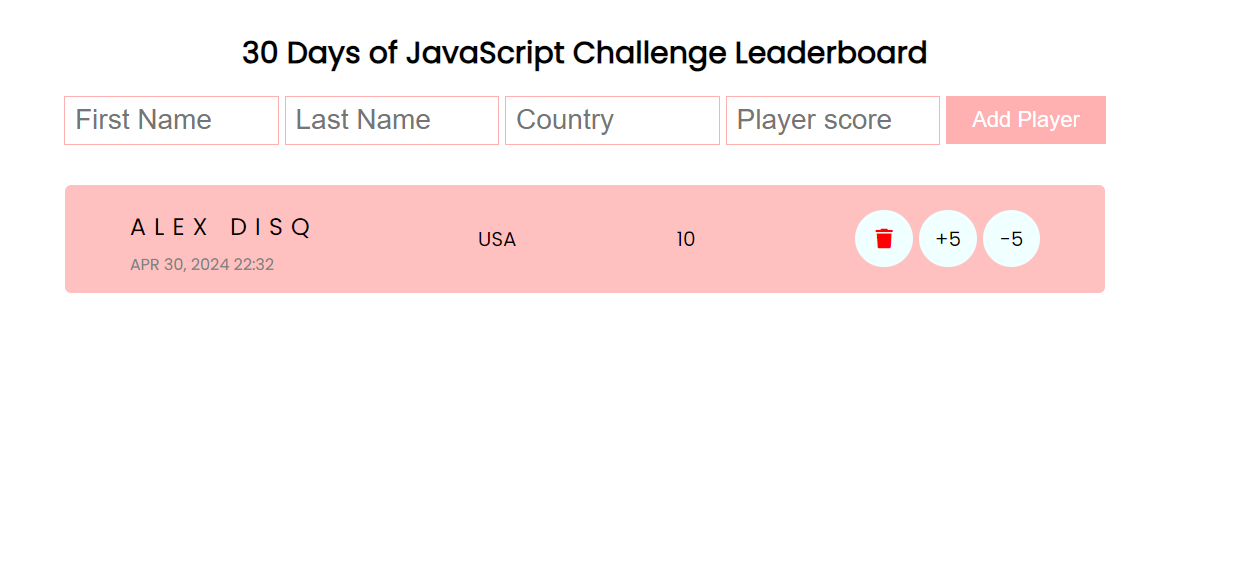 30 Days of JavaScript Challenge Leaderboard
First Name Last Name Country Player score Add Player
ALEX DISQ
USA 10 +5 -5
APR 30, 2024 22:32